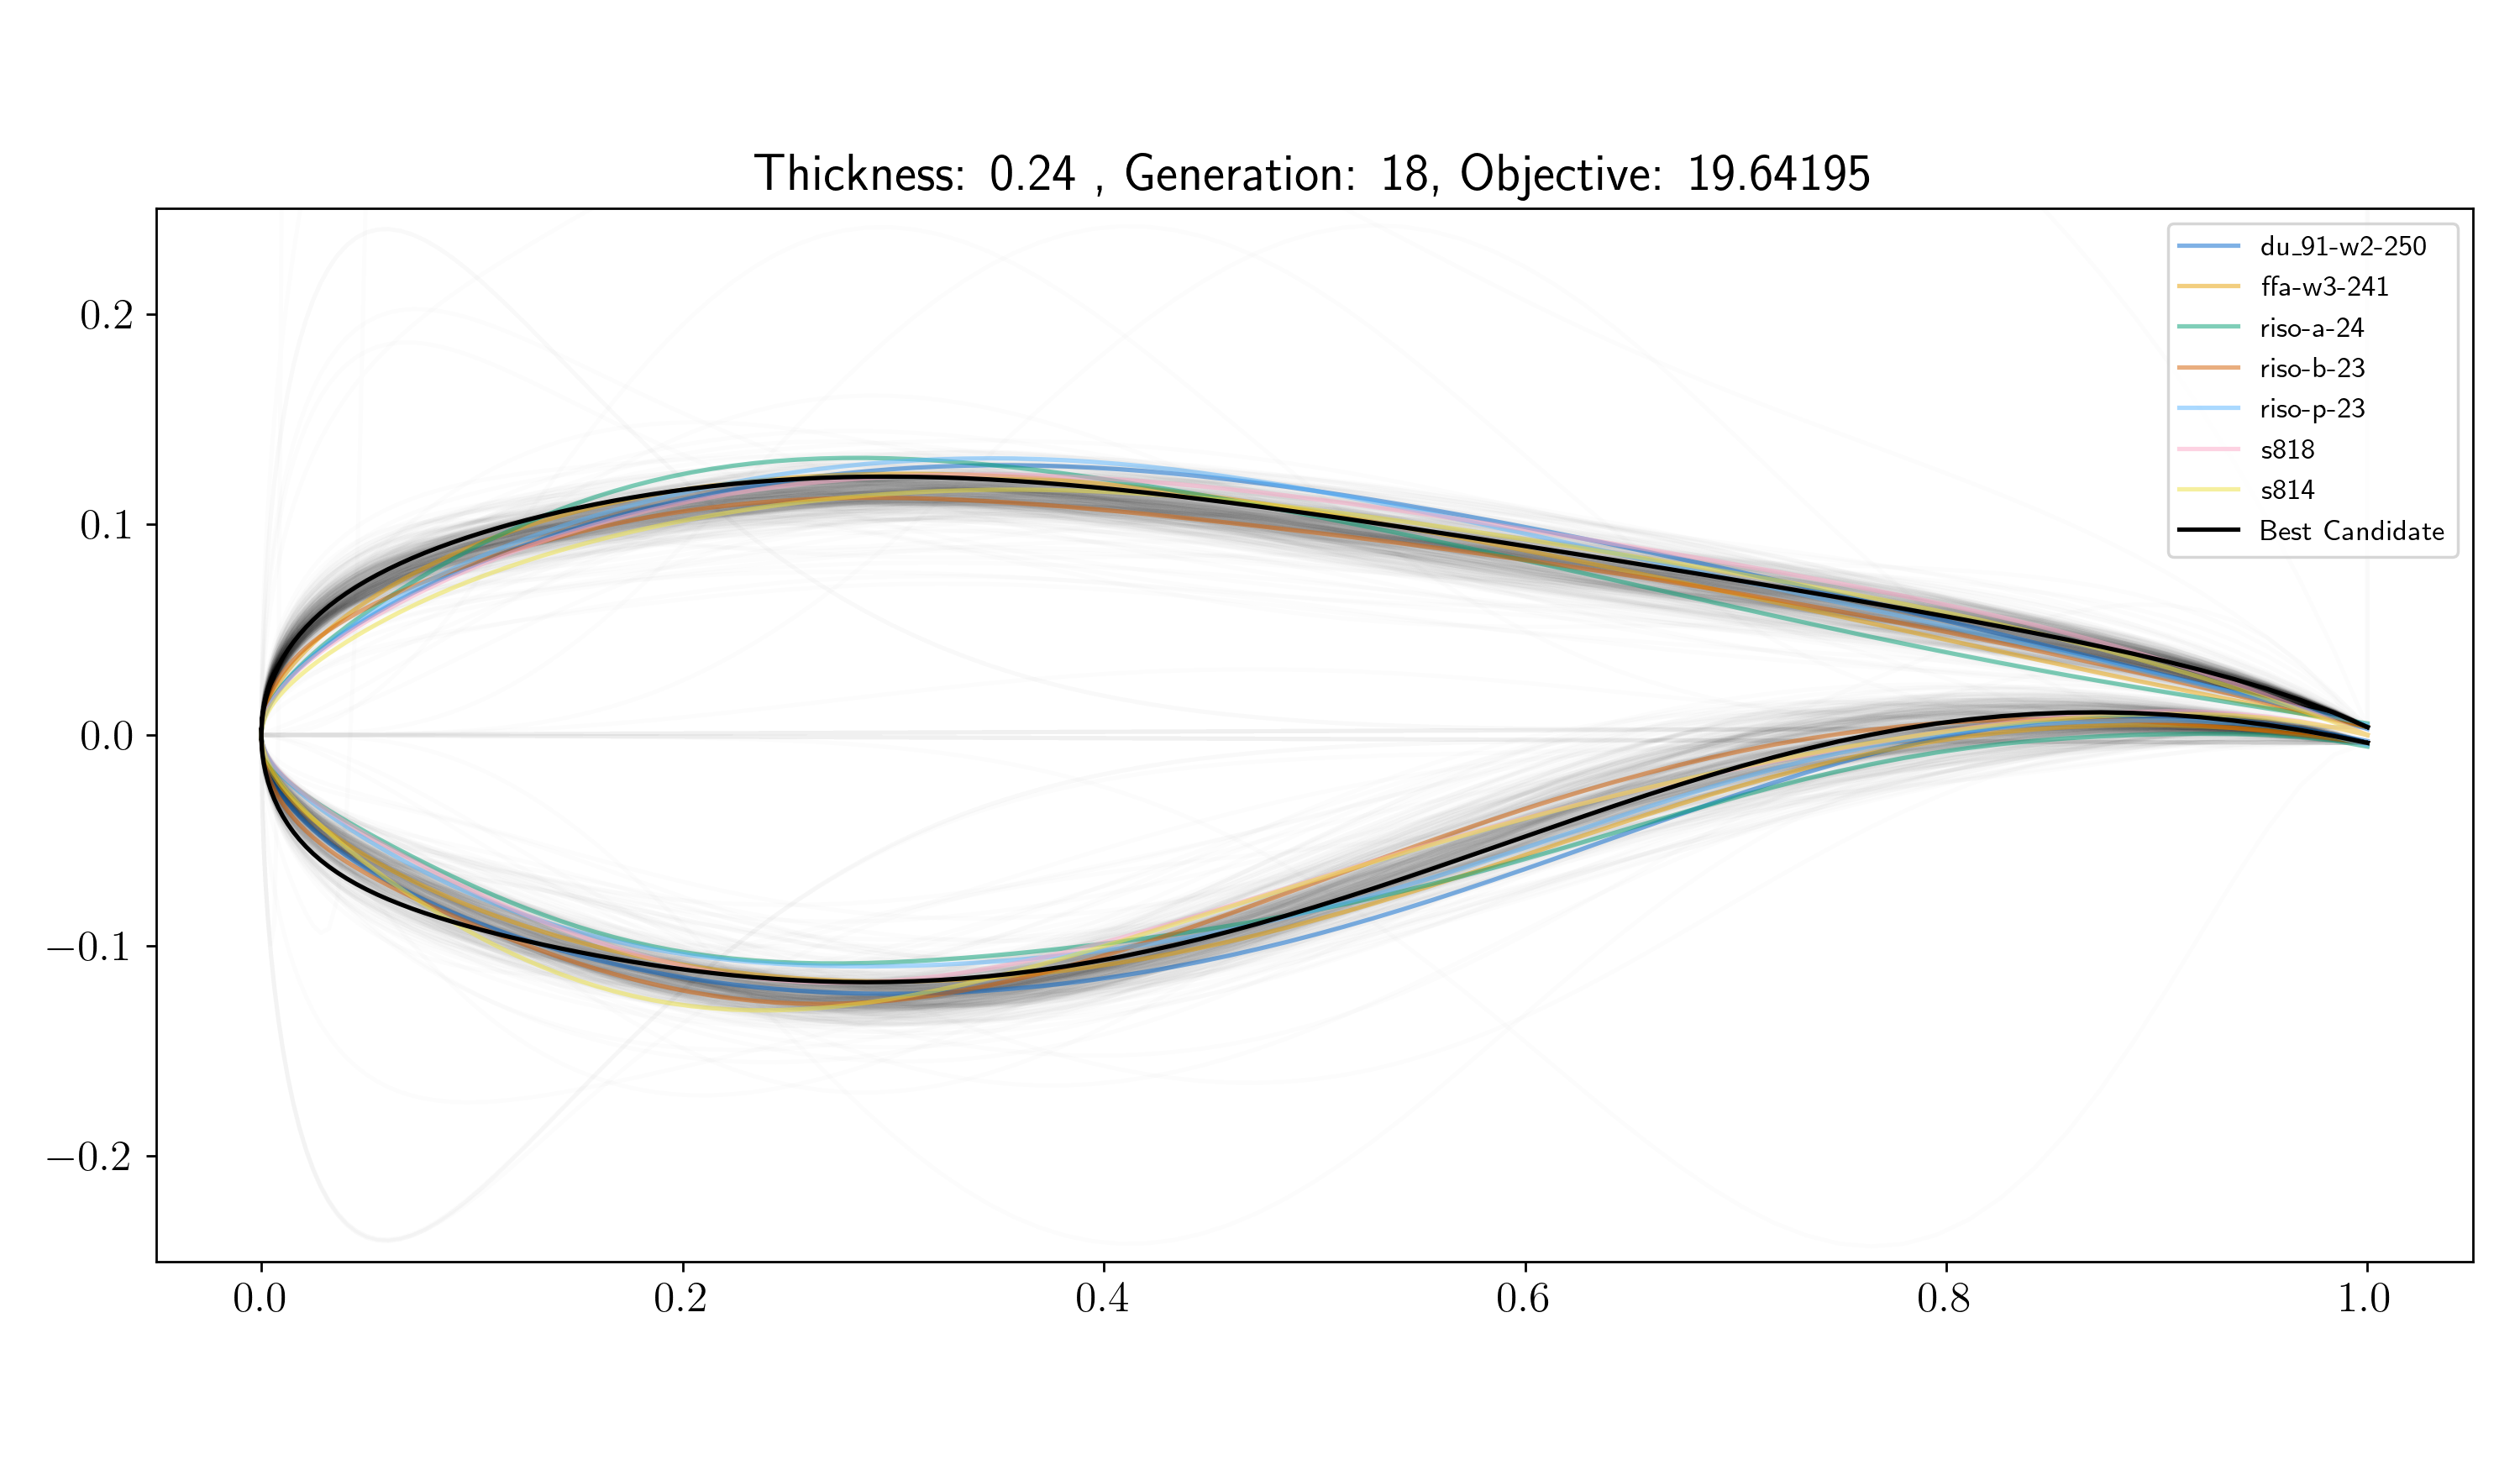 Thickness: 0.24 , Generation: 18, Objective: 19.64195
du_91-w2-250
ffa-w3-241
riso-a-24
riso-b-23
riso-p-23
s818
s814
Best Candidate
0.2
0.1
0.0
−0.1
−0.2
0.0 0.2 0.4 0.6 0.8 1.0